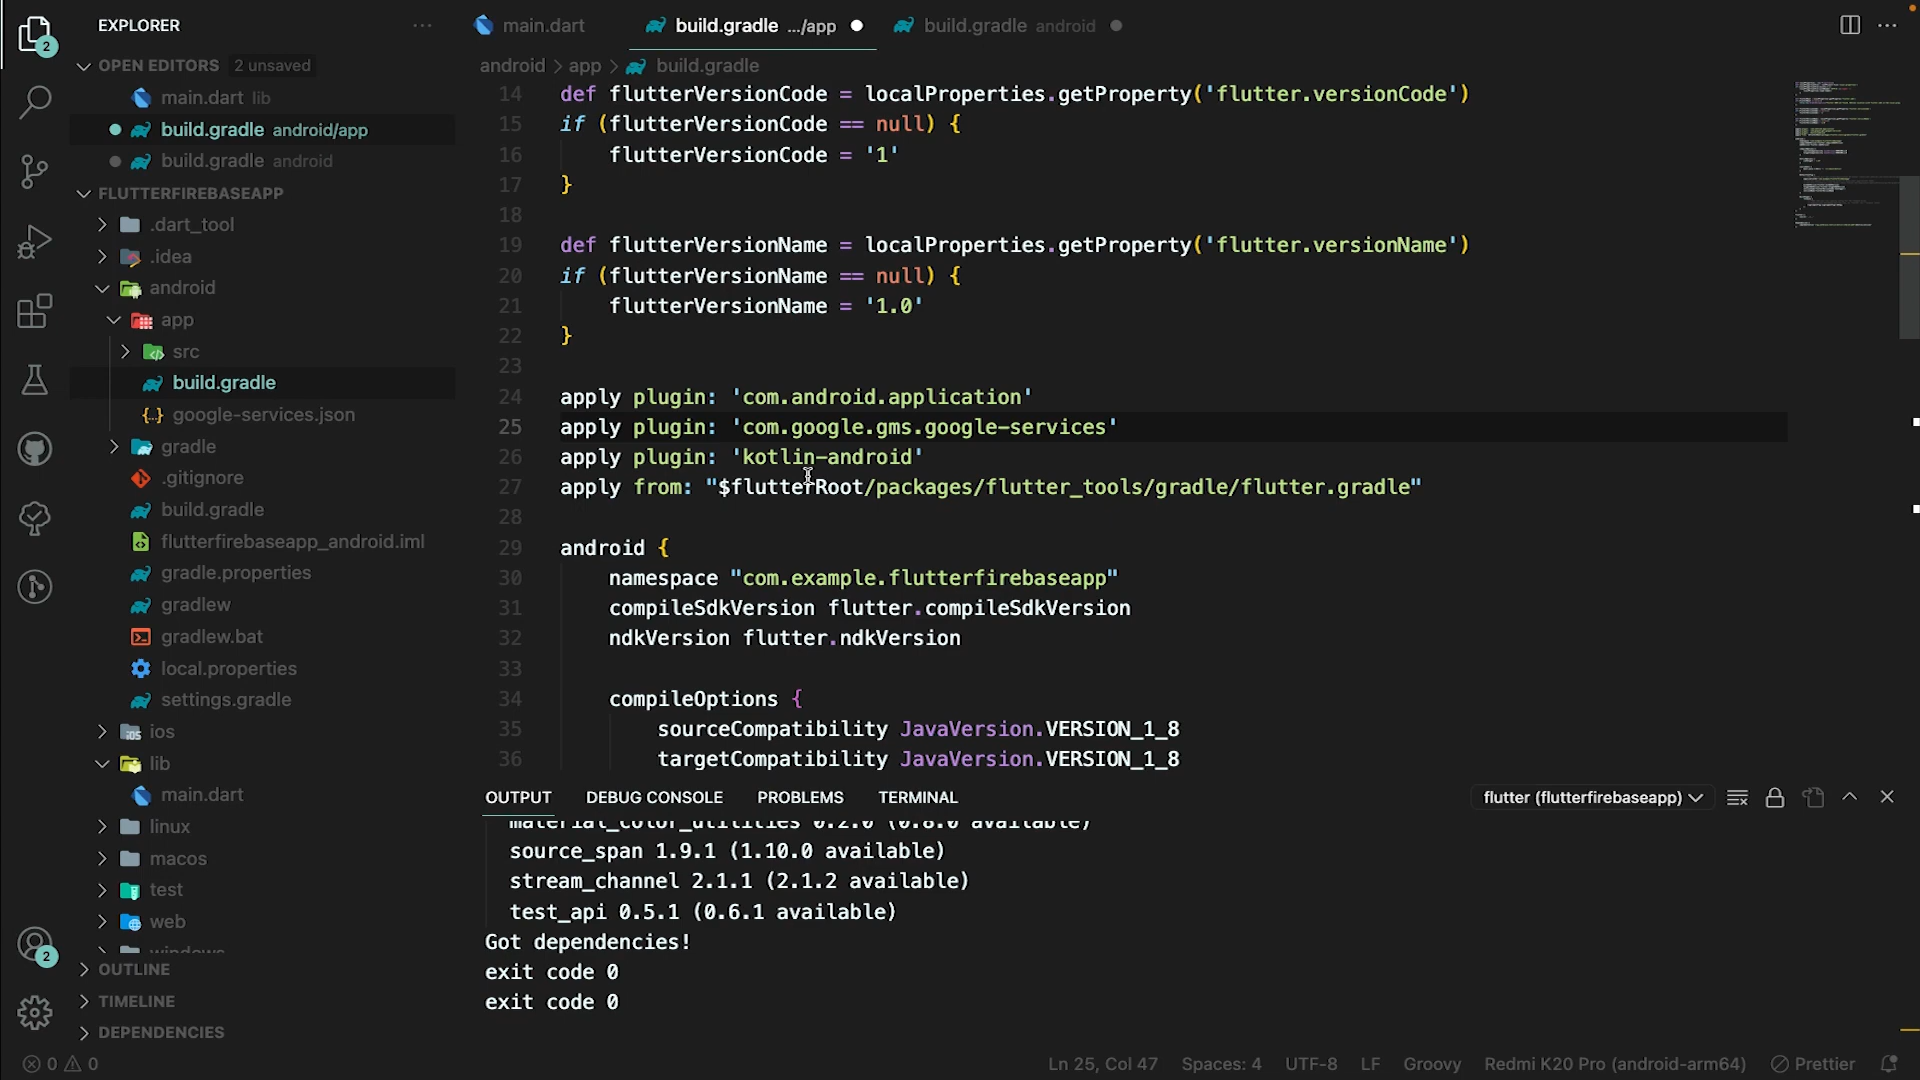 EXPLORER
2
OPEN EDITORS 2 unsaved
main.dart lib
build.gradle android/app
build.gradle android
FLUTTERFIREBASEAPP
.dart_tool
.idea
android
app
src
build.gradle
google-services.json
gradle
.gitignore
build.gradle
flutterfirebaseapp_android.iml
gradle.properties
gradlew
gradlew.bat
local.properties
settings.gradle
ios
lib
main.dart
linux
macos
test
web
windows
2
OUTLINE
TIMELINE
DEPENDENCIES
main.dart
build.gradle .../app
build.gradle android
android > app > build.gradle
14 def flutterVersionCode = localProperties.getProperty('flutter.versionCode')
15 if (flutterVersionCode == null) {
16 flutterVersionCode = '1'
17 }
18
19 def flutterVersionName = localProperties.getProperty('flutter.versionName')
20 if (flutterVersionName == null) {
21 flutterVersionName = '1.0'
22 }
23
24 apply plugin: 'com.android.application'
25 apply plugin: 'com.google.gms.google-services'
26 apply plugin: 'kotlin-android'
27 apply from: "$flutterRoot/packages/flutter_tools/gradle/flutter.gradle"
28
29 android {
30 namespace "com.example.flutterfirebaseapp"
31 compileSdkVersion flutter.compileSdkVersion
32 ndkVersion flutter.ndkVersion
33
34 compileOptions {
35 sourceCompatibility JavaVersion.VERSION_1_8
36 targetCompatibility JavaVersion.VERSION_1_8
OUTPUT DEBUG CONSOLE PROBLEMS TERMINAL flutter (flutterfirebaseapp)
material_color_utilities 0.2.0 (0.8.0 available)
source_span 1.9.1 (1.10.0 available)
stream_channel 2.1.1 (2.1.2 available)
test_api 0.5.1 (0.6.1 available)
Got dependencies!
exit code 0
exit code 0
0 0 Ln 25, Col 47 Spaces: 4 UTF-8 LF Groovy Redmi K20 Pro (android-arm64) Prettier